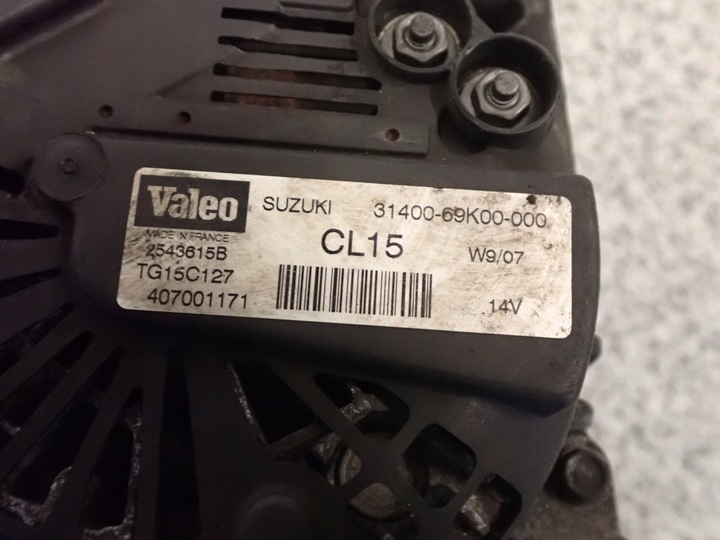 Valeo SUZUKI 31400-69K00-000
MADE IN FRANCE
2543615B CL15 W9/07
TG15C127
407001171 14V